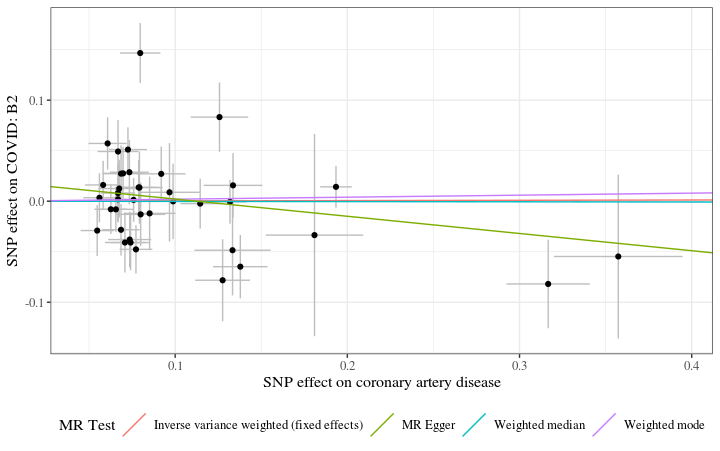 SNP effect on COVID: B2
0.1
0.0
-0.1
0.1 0.2 0.3 0.4
SNP effect on coronary artery disease
MR Test Inverse variance weighted (fixed effects) MR Egger Weighted median Weighted mode